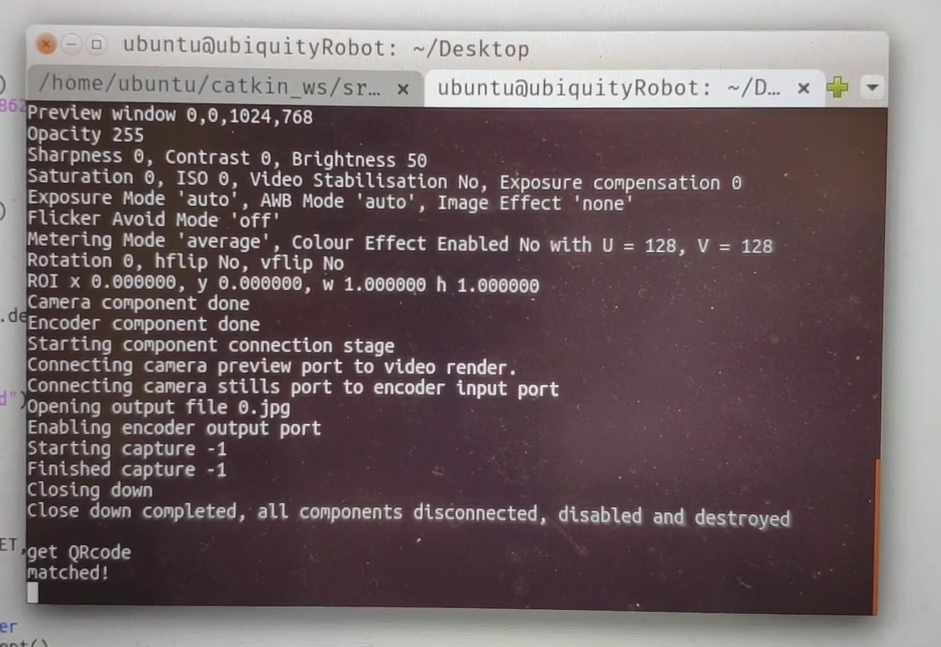 ubuntu@ubiquityRobot: ~/Desktop
/home/ubuntu/catkin_ws/sr... ×
ubuntu@ubiquityRobot: ~/D... ×
862
Preview window 0,0,1024,768
Opacity 255
Sharpness 0, Contrast 0, Brightness 50
Saturation 0, ISO 0, Video Stabilisation No, Exposure compensation 0
Exposure Mode 'auto', AWB Mode 'auto', Image Effect 'none'
Flicker Avoid Mode 'off'
Metering Mode 'average', Colour Effect Enabled No with U = 128, V = 128
Rotation 0, hflip No, vflip No
ROI x 0.000000, y 0.000000, w 1.000000 h 1.000000
Camera component done
.de
Encoder component done
Starting component connection stage
Connecting camera preview port to video render.
Connecting camera stills port to encoder input port
d")
Opening output file 0.jpg
Enabling encoder output port
Starting capture -1
Finished capture -1
Closing down
Close down completed, all components disconnected, disabled and destroyed
ET,
get QRcode
matched!
er